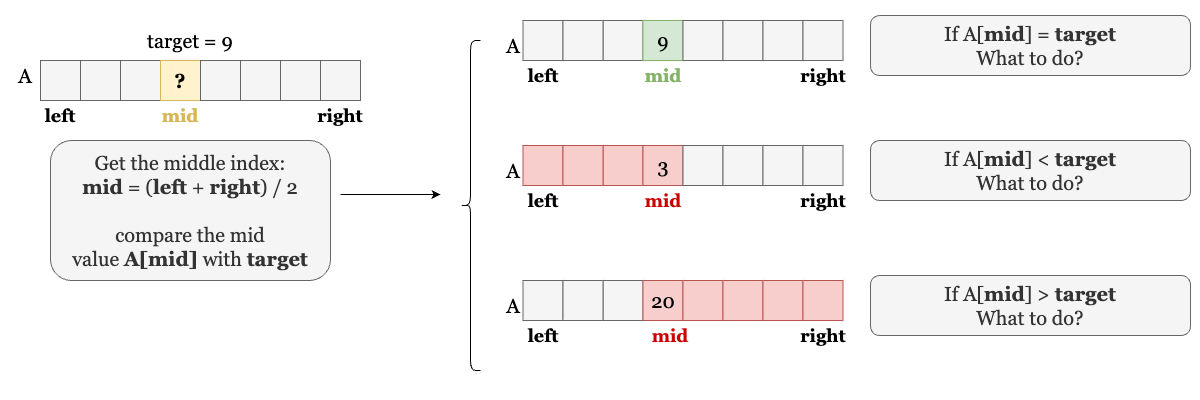 target = 9
A
?
left mid right
Get the middle index:
mid = (left + right) / 2
compare the mid
value A[mid] with target
A
9
left mid right
If A[mid] = target
What to do?
A
3
left mid right
If A[mid] < target
What to do?
A
20
left mid right
If A[mid] > target
What to do?